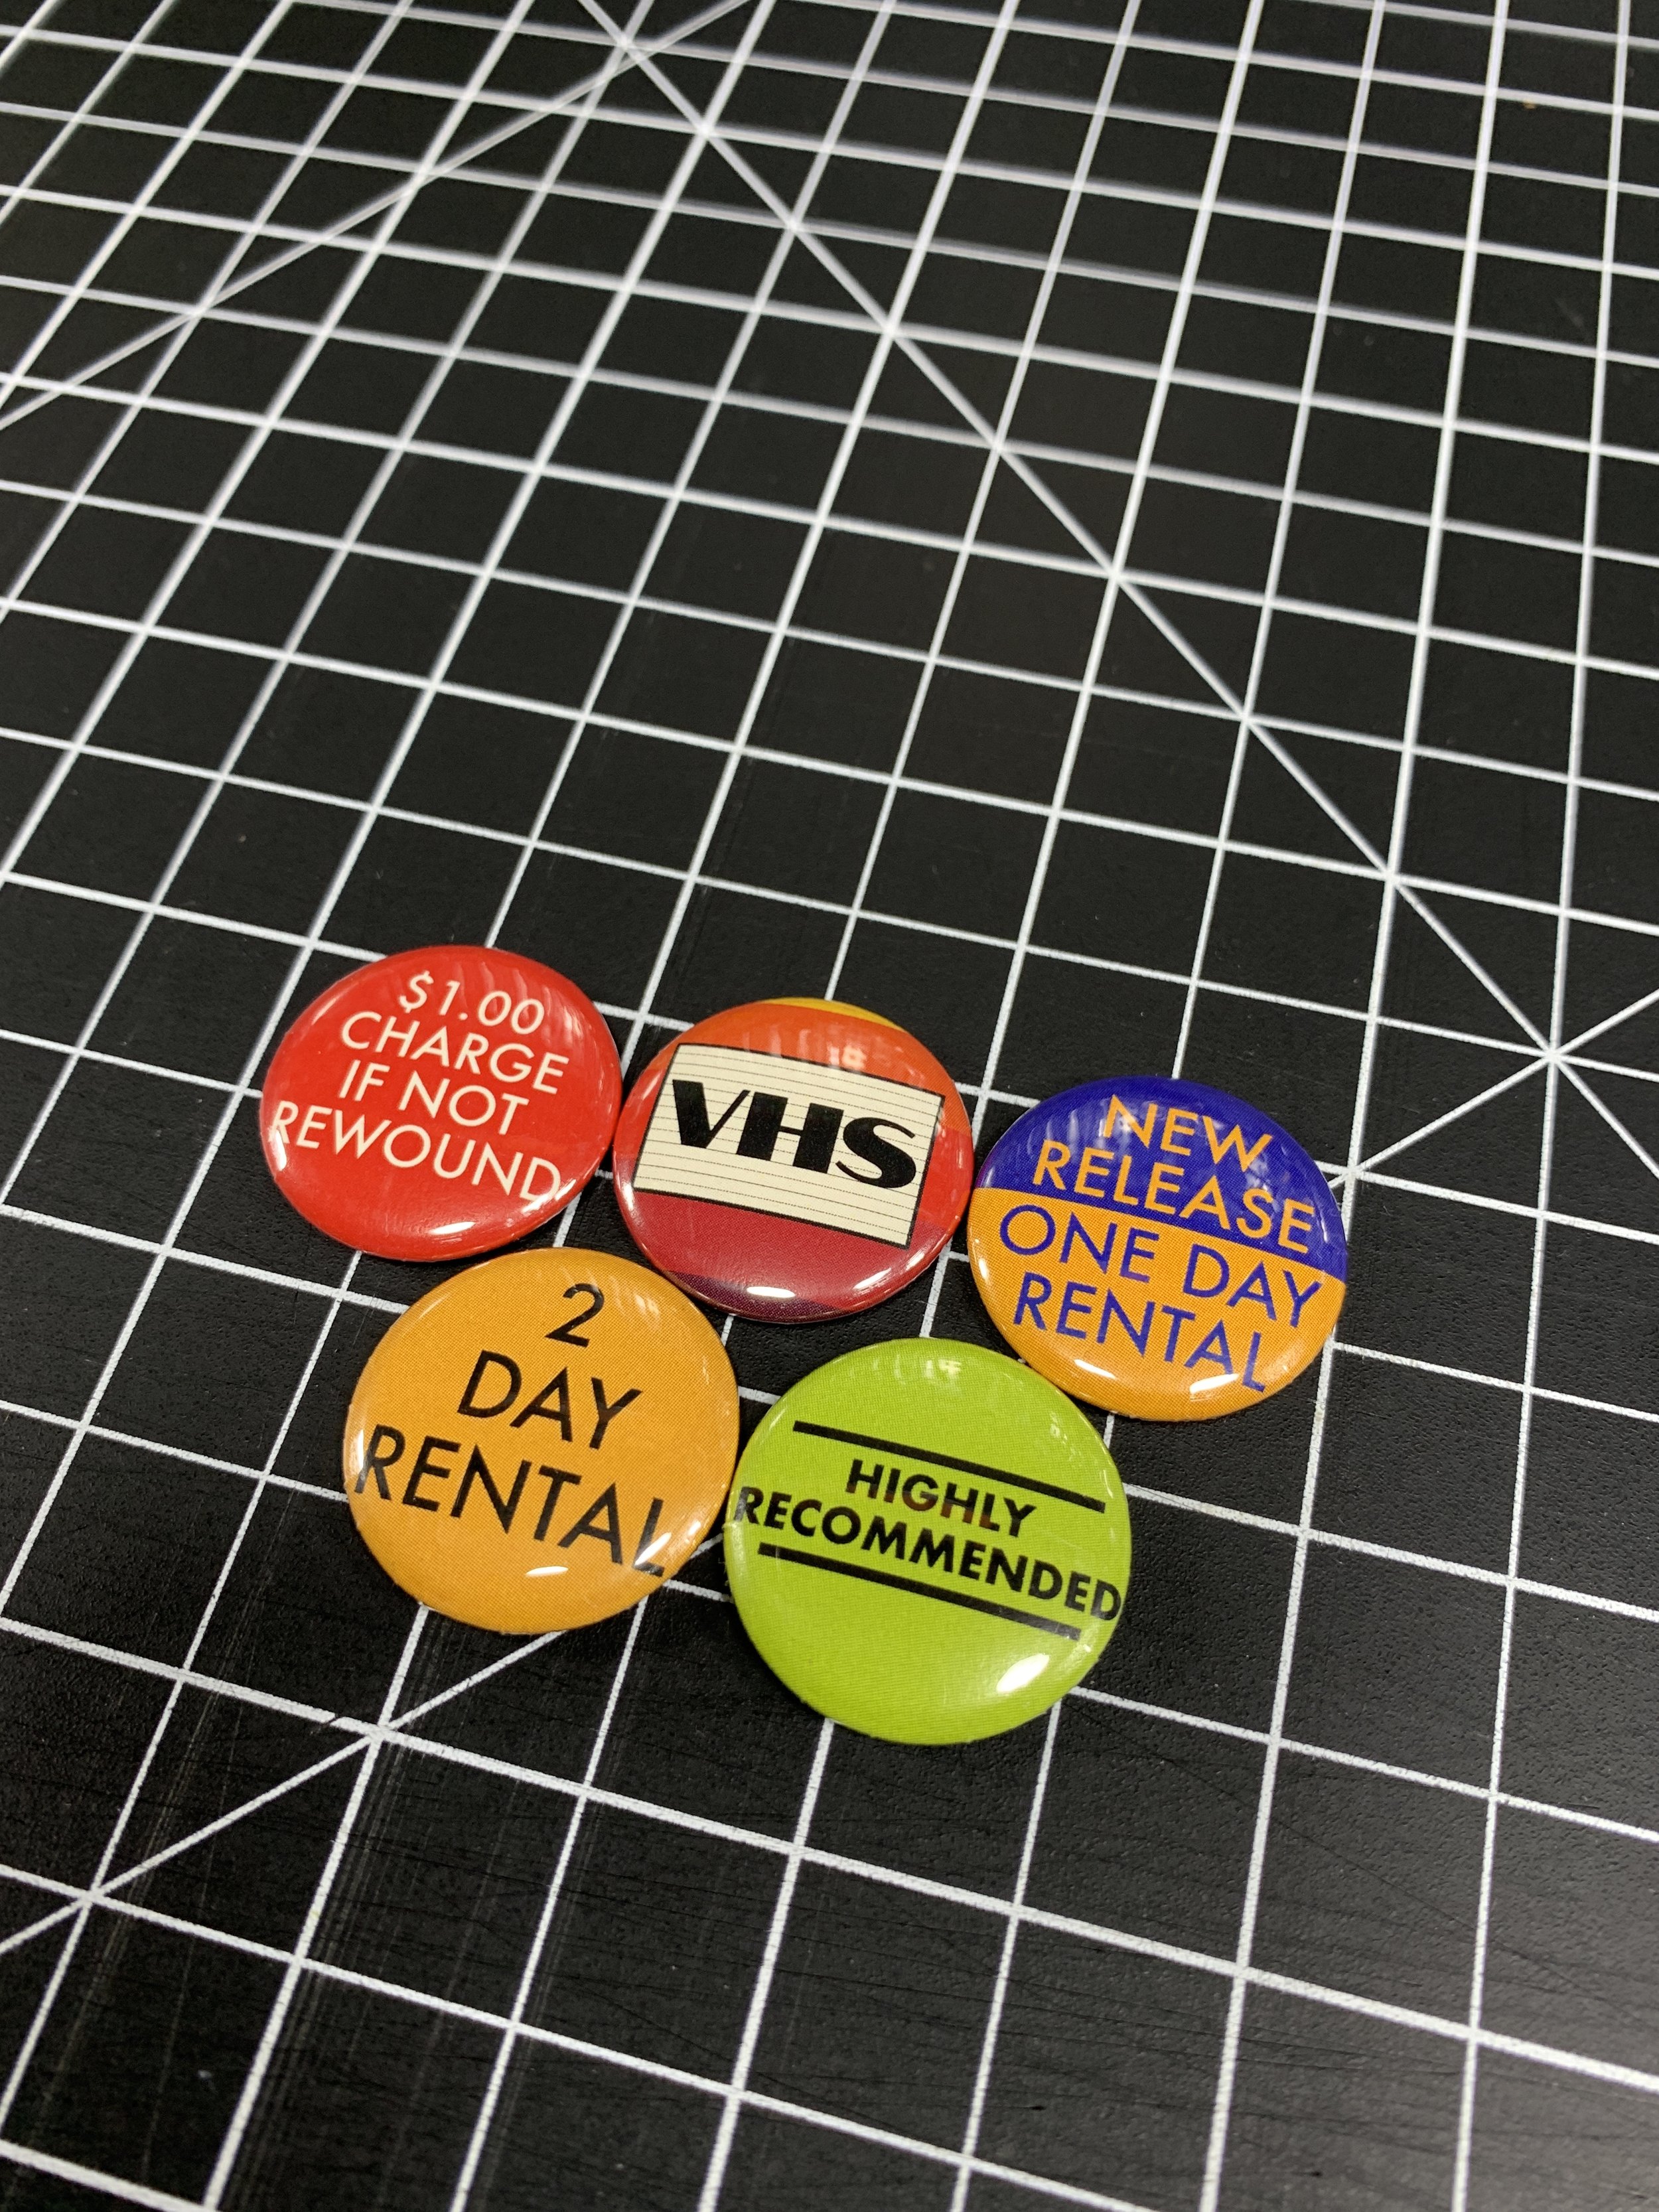 $1.00
CHARGE
IF NOT
REWOUND
VHS
NEW
RELEASE
ONE DAY
RENTAL
2
DAY
RENTAL
HIGHLY
RECOMMENDED